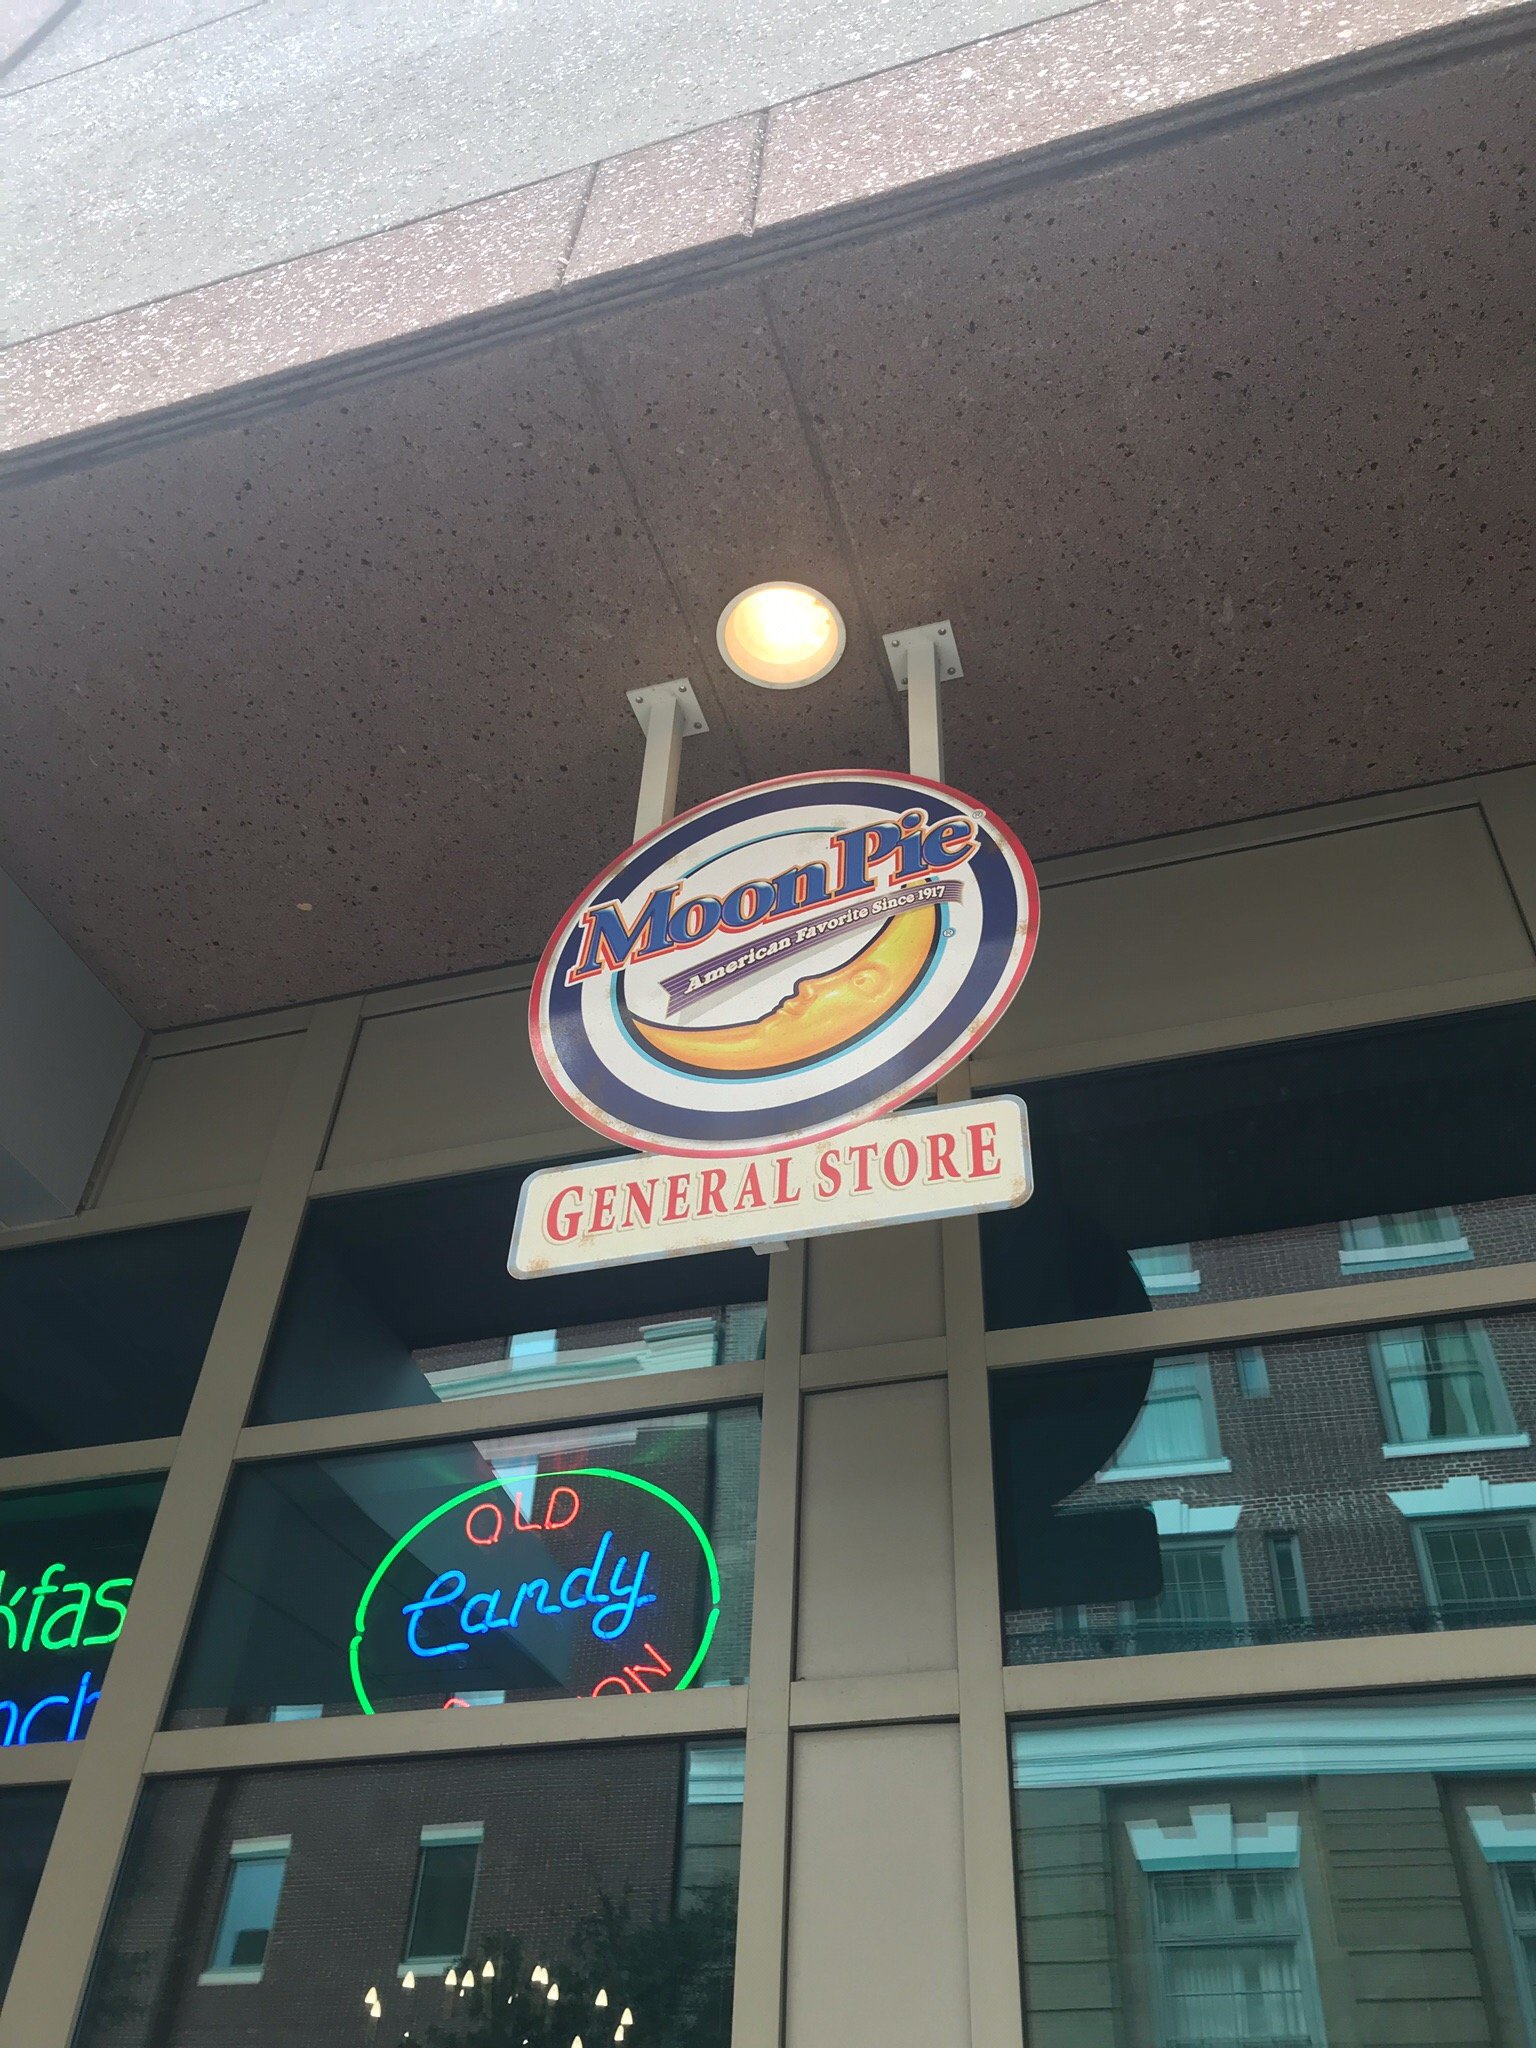 MoonPie®
American Favorite Since 1917
®
GENERAL STORE
OLD
Candy
kfas
nch